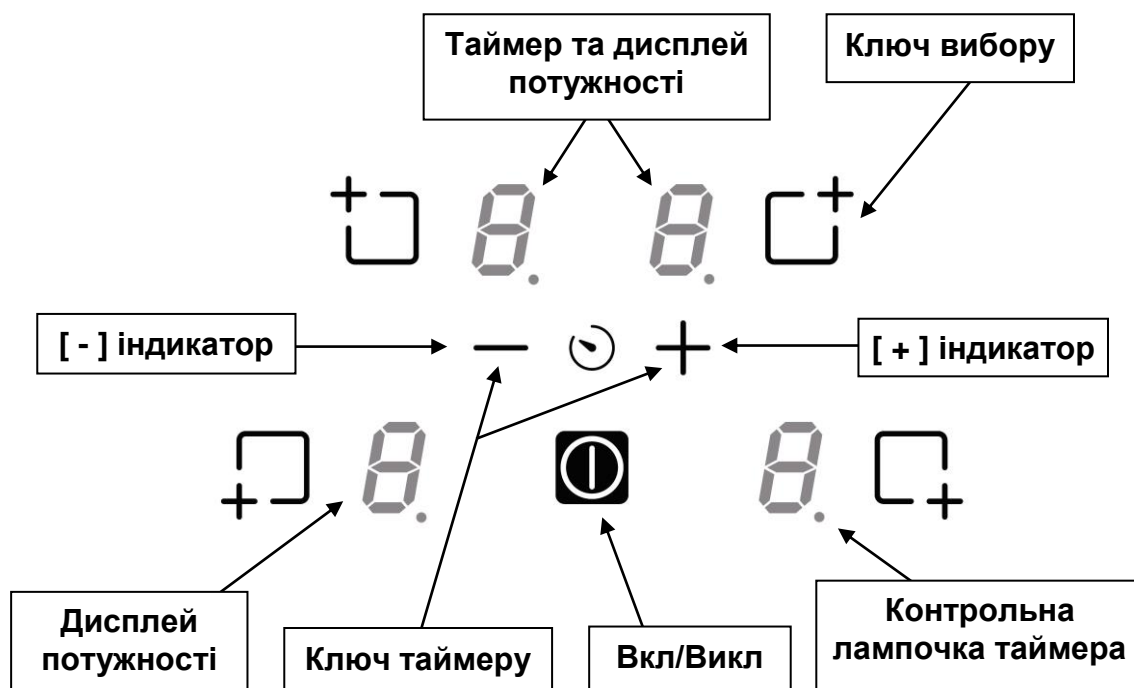 Таймер та дисплей
потужності
Ключ вибору
[ - ] індикатор
[ + ] індикатор
Дисплей
потужності
Ключ таймеру
Вкл/Викл
Контрольна
лампочка таймера